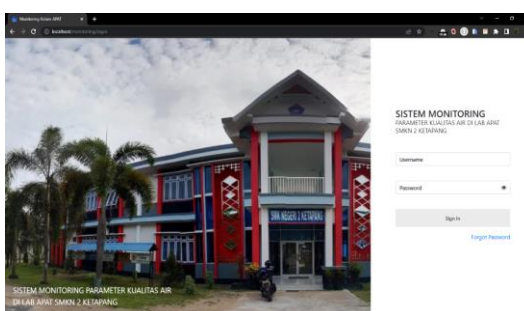 Monitoring Kolam APAT
localhost/monitoring/login
SMK NEGERI 2 KETAPANG
SISTEM MONITORING PARAMETER KUALITAS AIR
DI LAB APAT SMKN 2 KETAPANG
SISTEM MONITORING
PARAMETER KUALITAS AIR DI LAB APAT
SMKN 2 KETAPANG
Username
Password
Sign In
Forgot Password